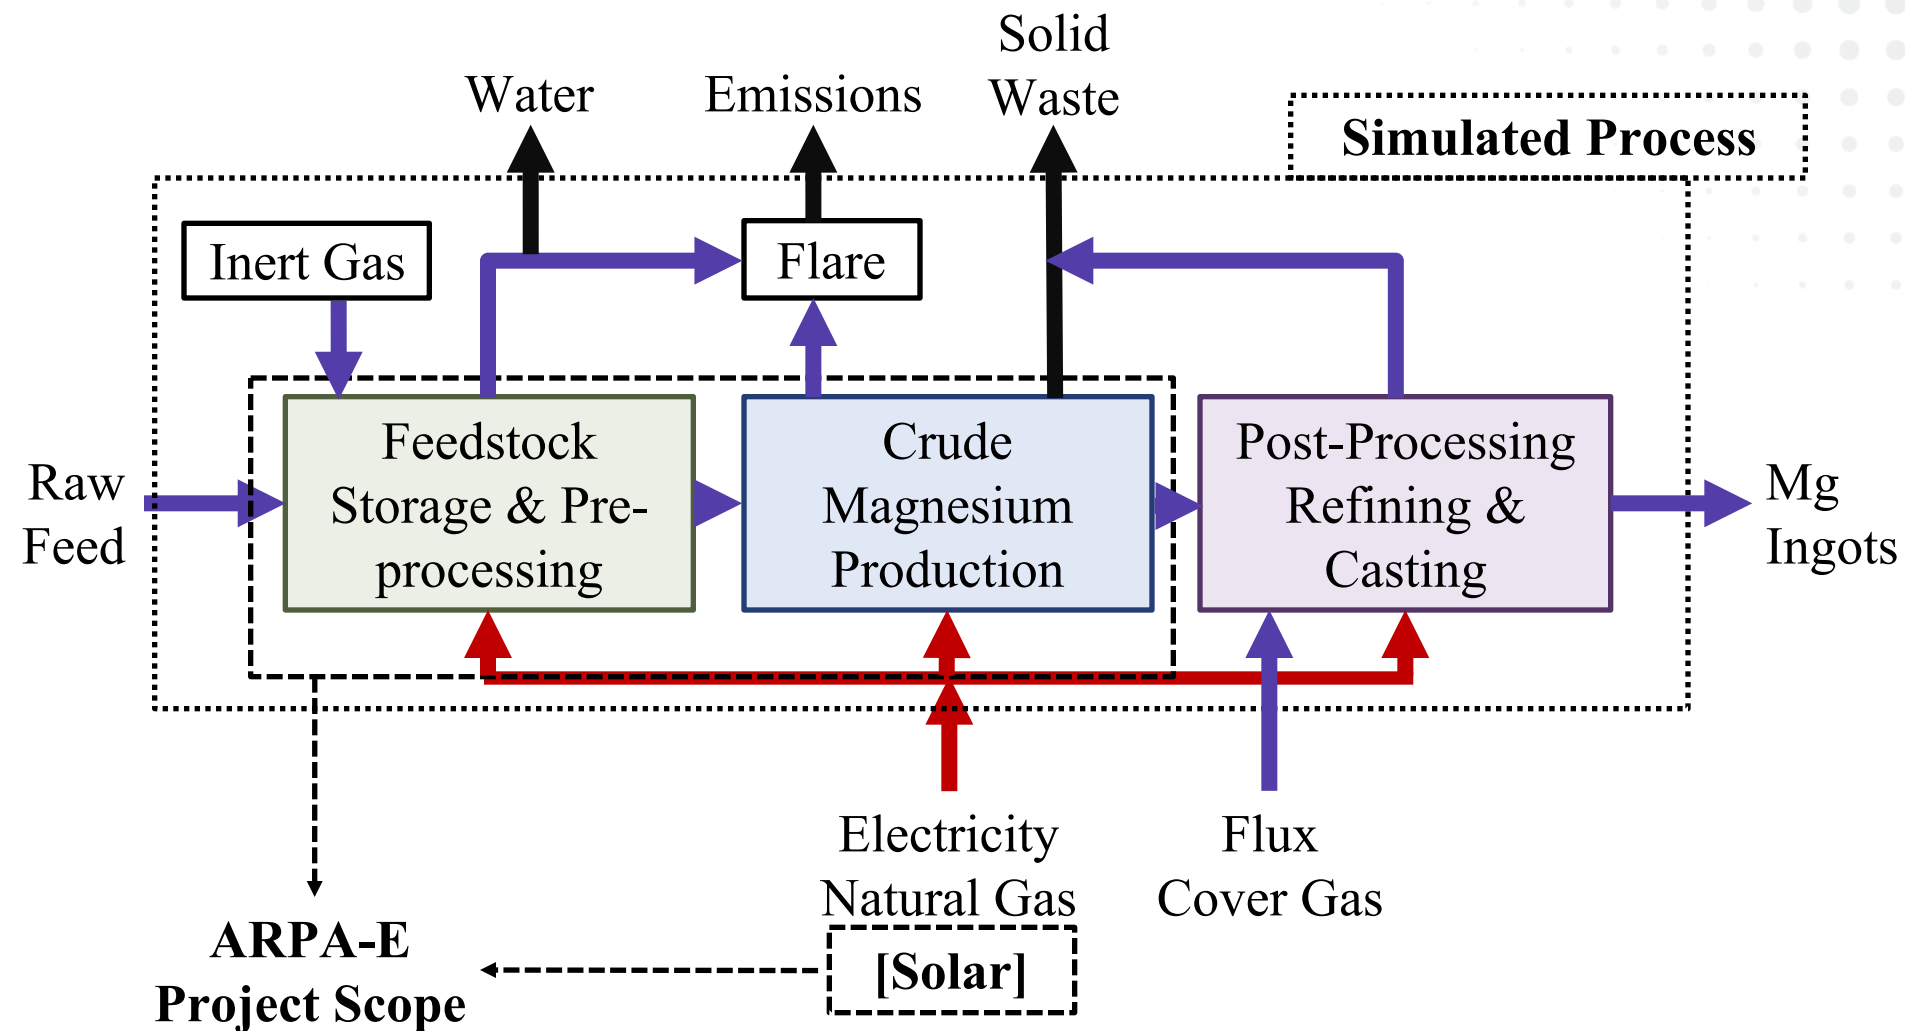 Solid
Waste
Water
Emissions
Simulated Process
Inert Gas
Flare
Raw
Feed
Feedstock
Storage & Pre-
processing
Crude
Magnesium
Production
Post-Processing
Refining &
Casting
Mg
Ingots
Electricity
Natural Gas
[Solar]
Flux
Cover Gas
ARPA-E
Project Scope